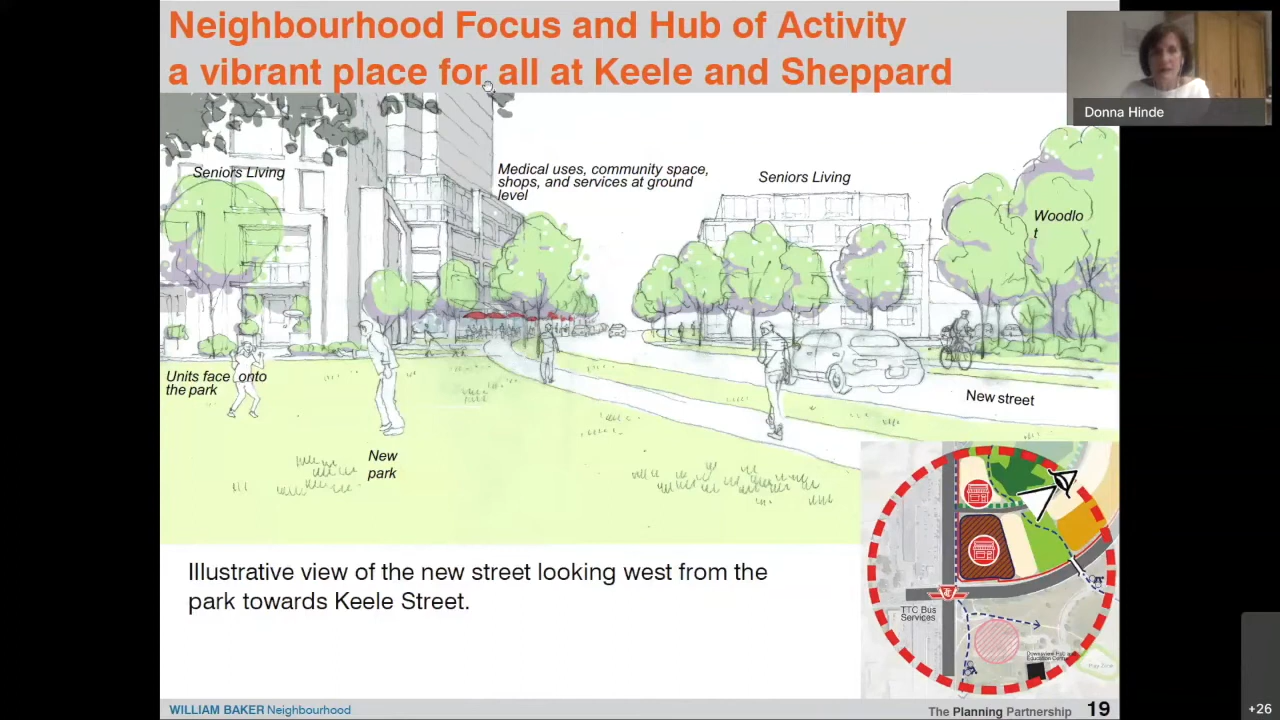 Neighbourhood Focus and Hub of Activity
a vibrant place for all at Keele and Sheppard
Donna Hinde
Seniors Living
Medical uses, community space,
shops, and services at ground
level
Seniors Living
Woodlo
t
Units face onto
the park
New street
New
park
Illustrative view of the new street looking west from the
park towards Keele Street.
TTC Bus
Services
Play Zone
WILLIAM BAKER Neighbourhood
The Planning Partnership 19
+26